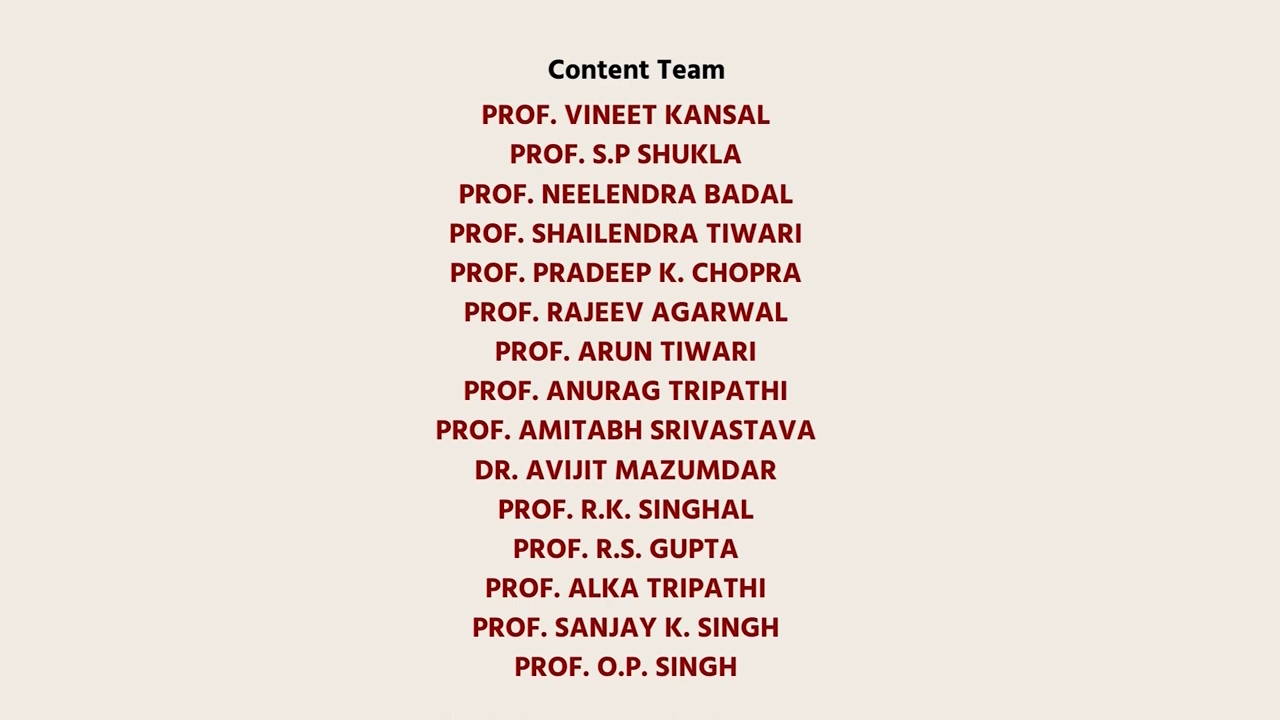 Content Team
PROF. VINEET KANSAL
PROF. S.P SHUKLA
PROF. NEELENDRA BADAL
PROF. SHAILENDRA TIWARI
PROF. PRADEEP K. CHOPRA
PROF. RAJEEV AGARWAL
PROF. ARUN TIWARI
PROF. ANURAG TRIPATHI
PROF. AMITABH SRIVASTAVA
DR. AVIJIT MAZUMDAR
PROF. R.K. SINGHAL
PROF. R.S. GUPTA
PROF. ALKA TRIPATHI
PROF. SANJAY K. SINGH
PROF. O.P. SINGH